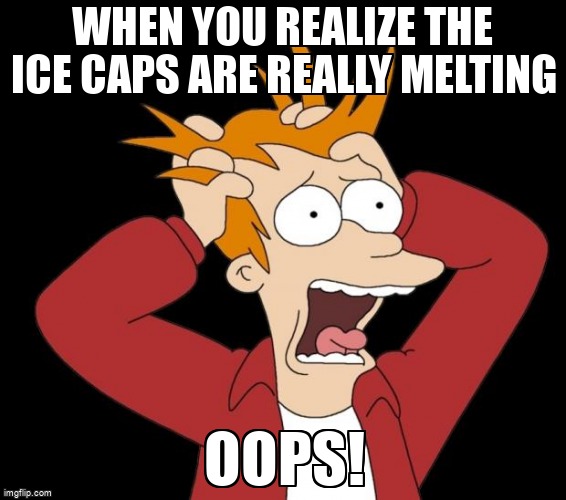 WHEN YOU REALIZE THE
ICE CAPS ARE REALLY MELTING
OOPS!
imgflip.com